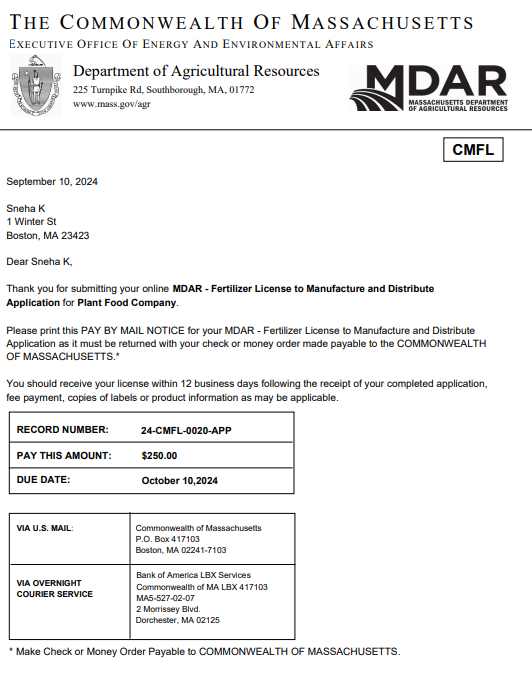 THE COMMONWEALTH OF MASSACHUSETTS
EXECUTIVE OFFICE OF ENERGY AND ENVIRONMENTAL AFFAIRS
Department of Agricultural Resources
225 Turnpike Rd, Southborough, MA, 01772
www.mass.gov/agr
MDAR
MASSACHUSETTS DEPARTMENT
OF AGRICULTURAL RESOURCES
CMFL
September 10, 2024
Sneha K
1 Winter St
Boston, MA 23423
Dear Sneha K,
Thank you for submitting your online MDAR - Fertilizer License to Manufacture and Distribute
Application for Plant Food Company.
Please print this PAY BY MAIL NOTICE for your MDAR - Fertilizer License to Manufacture and Distribute
Application as it must be returned with your check or money order made payable to the COMMONWEALTH
OF MASSACHUSETTS.*
You should receive your license within 12 business days following the receipt of your completed application,
fee payment, copies of labels or product information as may be applicable.
RECORD NUMBER: 24-CMFL-0020-APP
PAY THIS AMOUNT: $250.00
DUE DATE: October 10,2024
VIA U.S. MAIL:
Commonwealth of Massachusetts
P.O. Box 417103
Boston, MA 02241-7103
VIA OVERNIGHT
COURIER SERVICE
Bank of America LBX Services
Commonwealth of MA LBX 417103
MA5-527-02-07
2 Morrissey Blvd.
Dorchester, MA 02125
* Make Check or Money Order Payable to COMMONWEALTH OF MASSACHUSETTS.